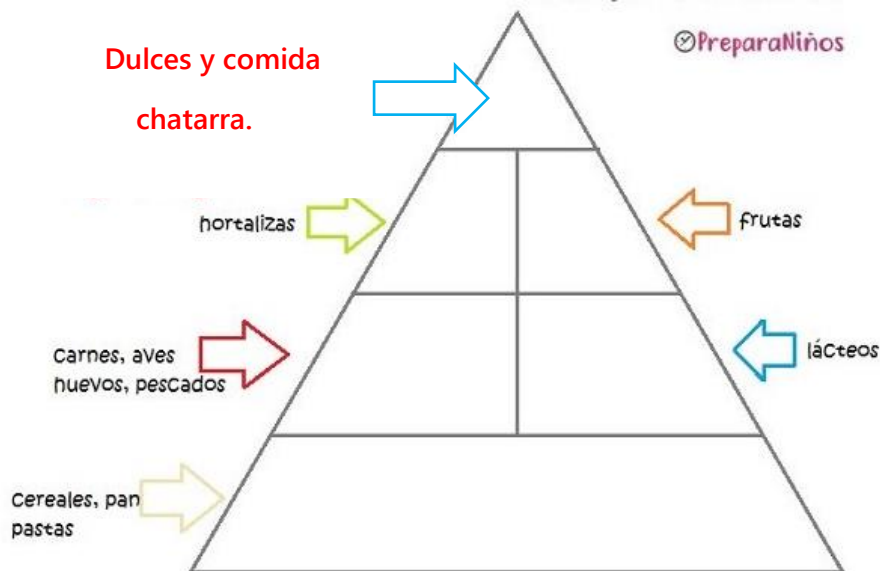 PreparaNiños
Dulces y comida
chatarra.
hortalizas
frutas
Carnes, aves
huevos, pescados
lácteos
Cereales, pan
pastas